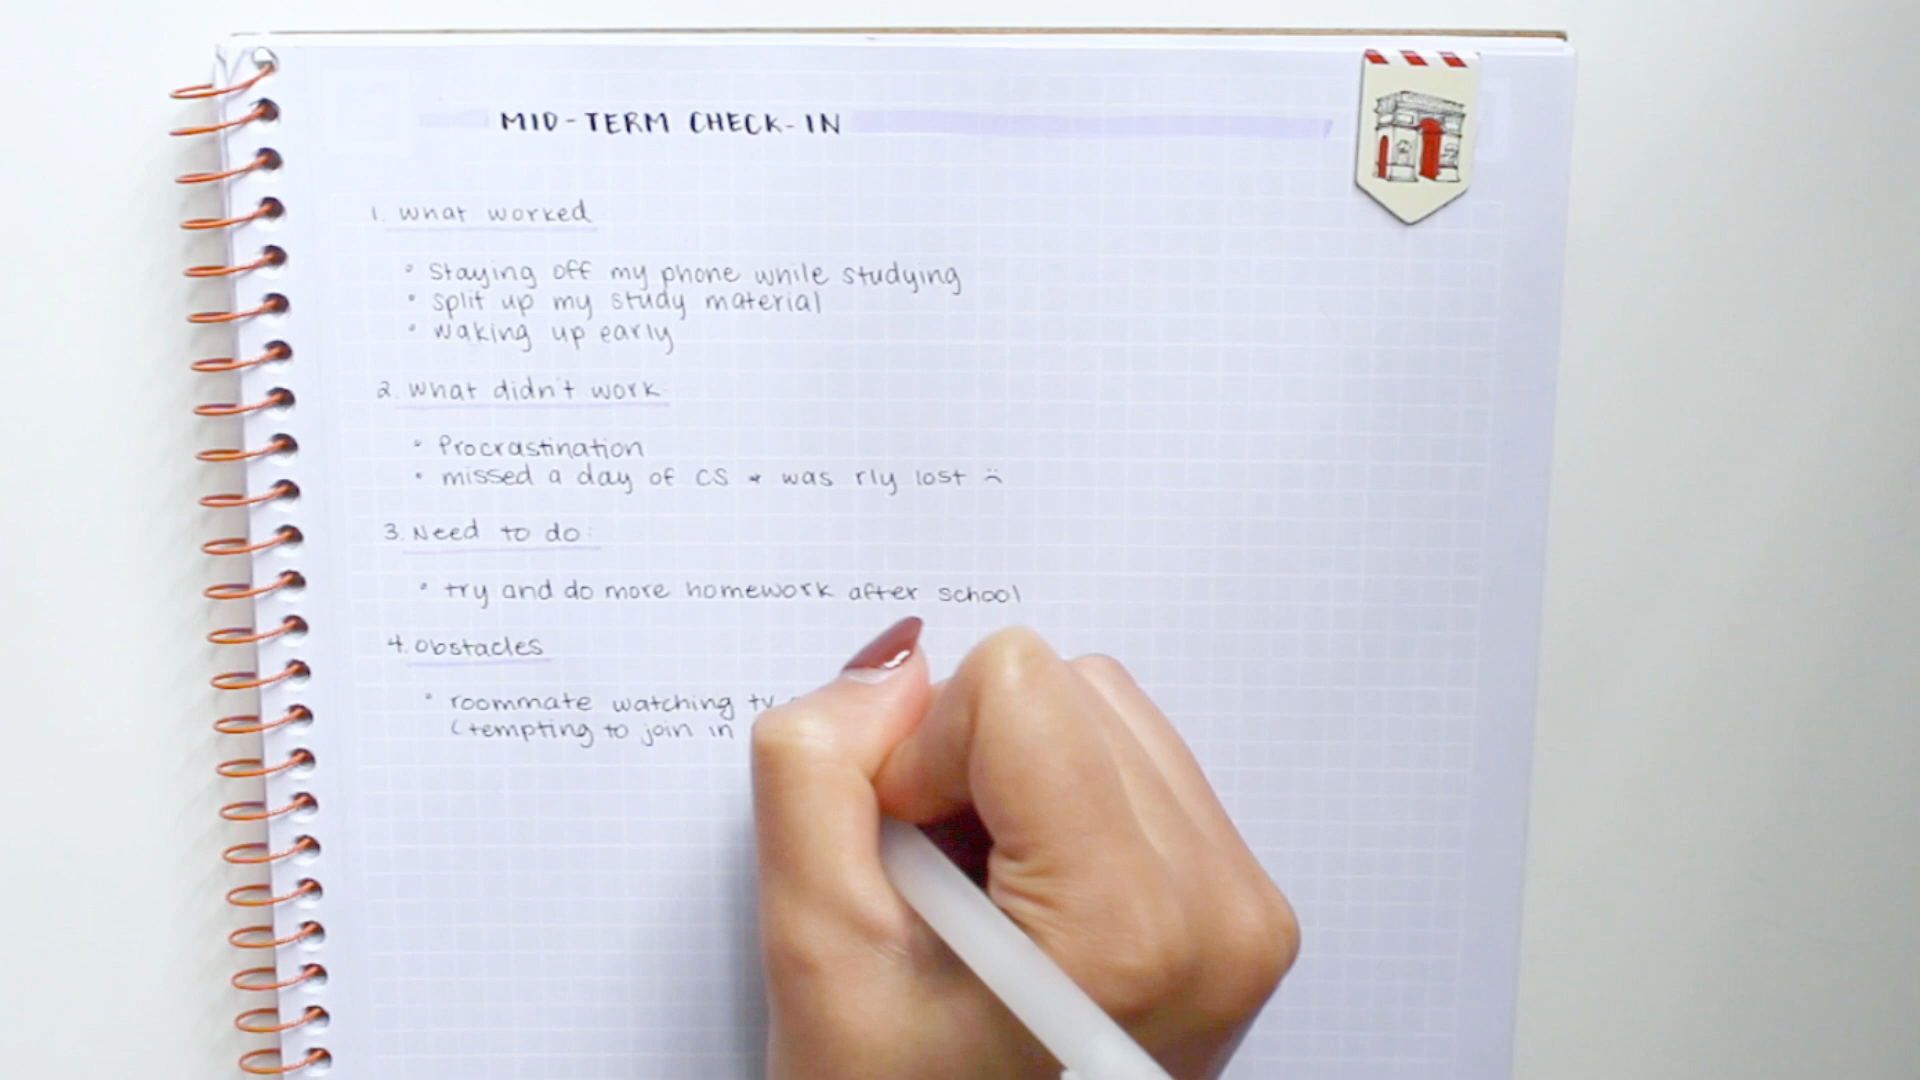 MID-TERM CHECK-IN
1. What worked
• Staying off my phone while studying
• split up my study material
• waking up early
2. What didn't work
• Procrastination
• missed a day of CS + was rly lost :(
3. Need to do:
• try and do more homework after school
4. Obstacles
• roommate watching tv
(tempting to join in